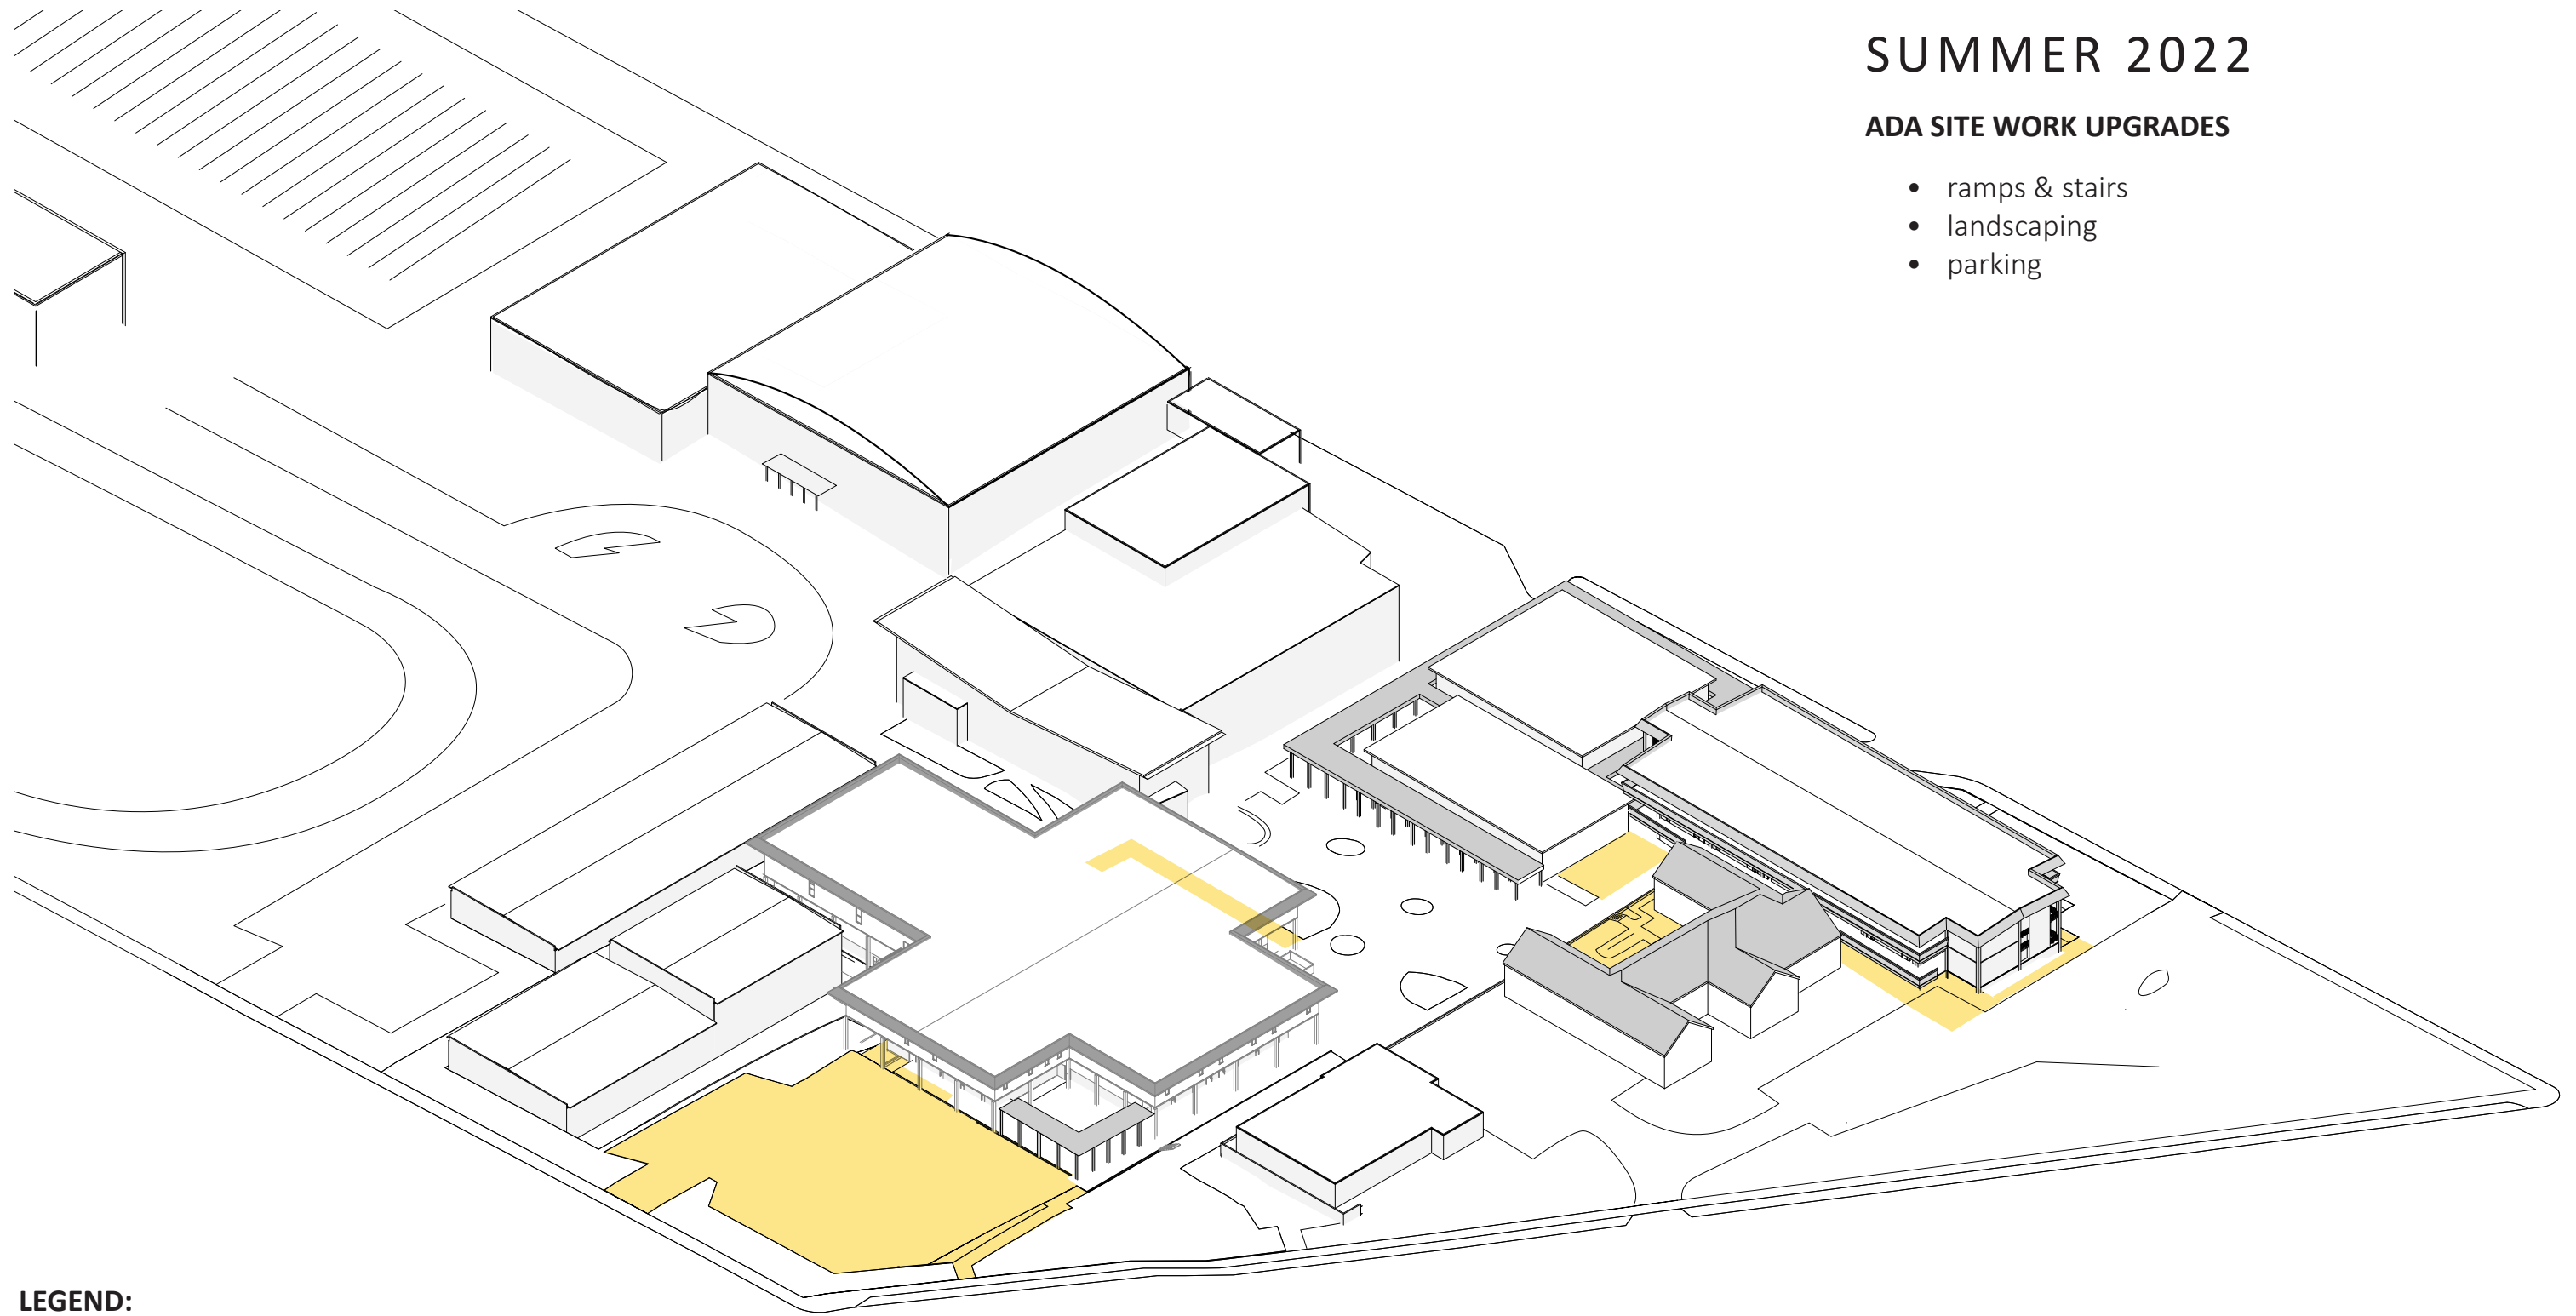 SUMMER 2022
ADA SITE WORK UPGRADES
• ramps & stairs
• landscaping
• parking
LEGEND: